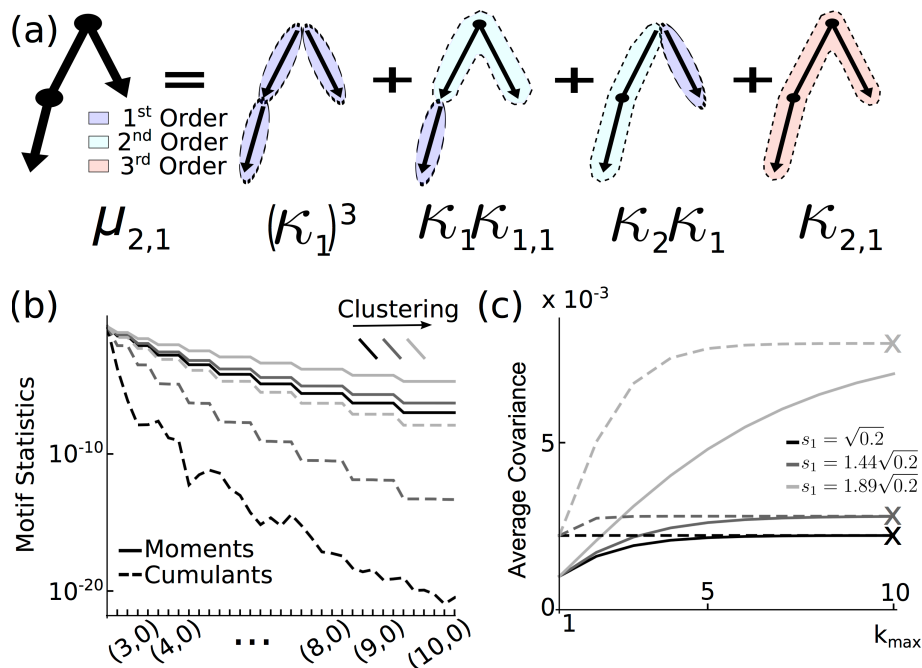 (a)
= + + +
1st Order
2nd Order
3rd Order
μ2,1 (κ1)^3 κ1κ1,1 κ2κ1 κ2,1
(b)
Clustering
Motif Statistics
10^-10
10^-20
Moments
Cumulants
(3,0) (4,0) ... (8,0) (9,0) (10,0)
(c)
x 10^-3
Average Covariance
5
0
s1 = √0.2
s1 = 1.44√0.2
s1 = 1.89√0.2
1 5 10
kmax